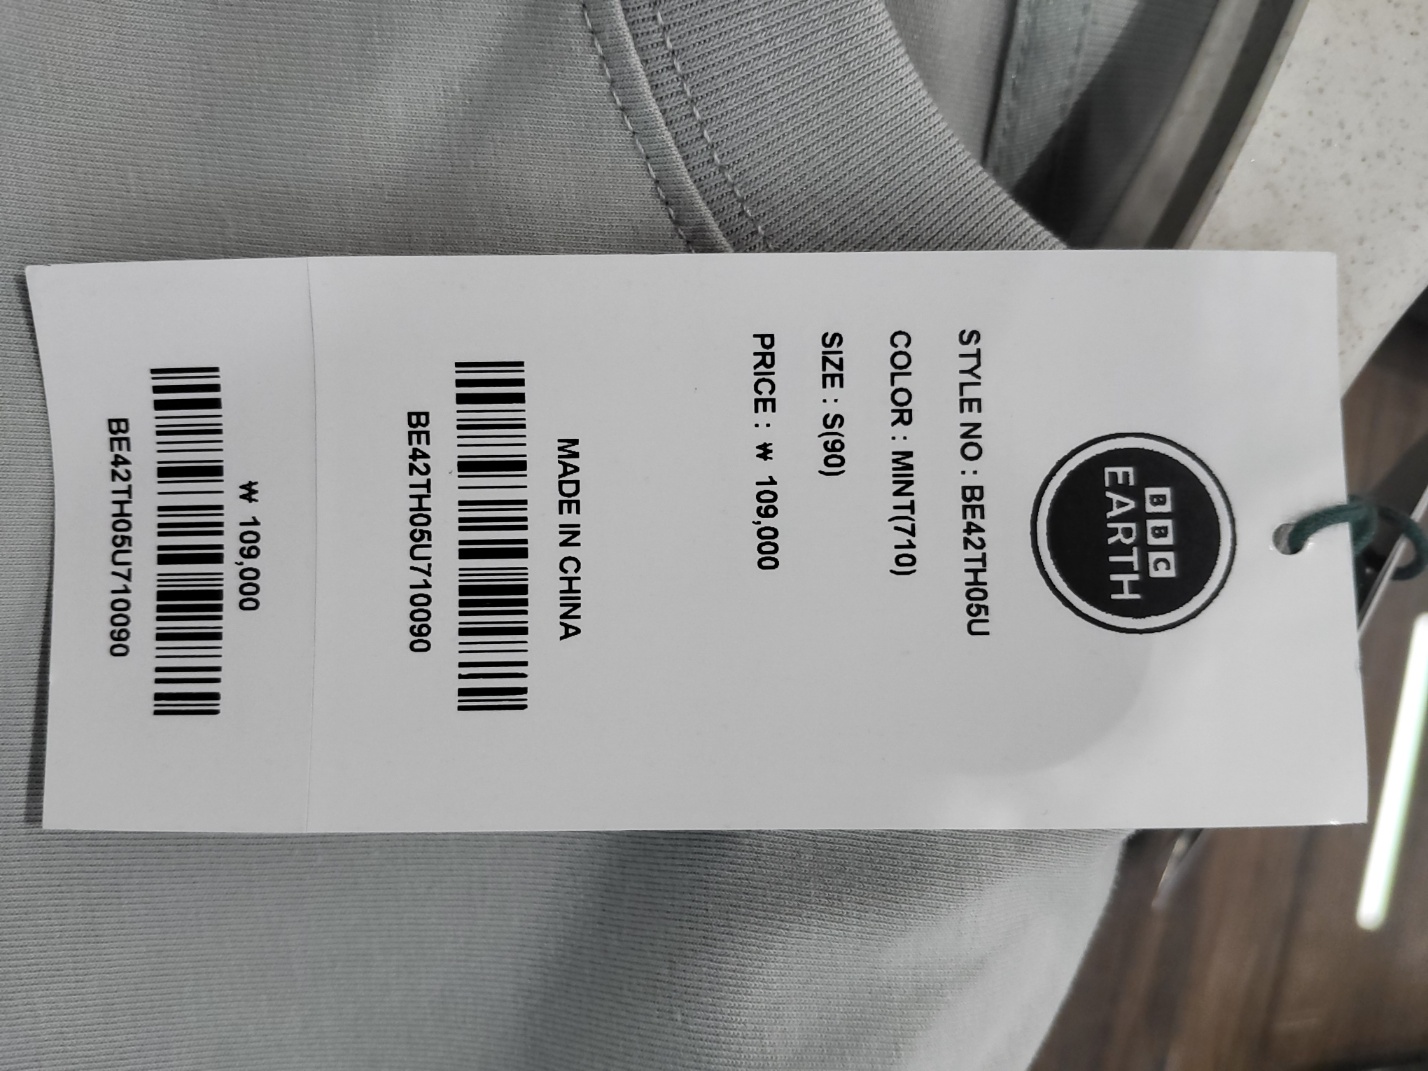 BBC
EARTH
STYLE NO : BE42TH05U
COLOR : MINT(710)
SIZE : S(90)
PRICE : ₩ 109,000
MADE IN CHINA
BE42TH05U710090
₩ 109,000
BE42TH05U710090